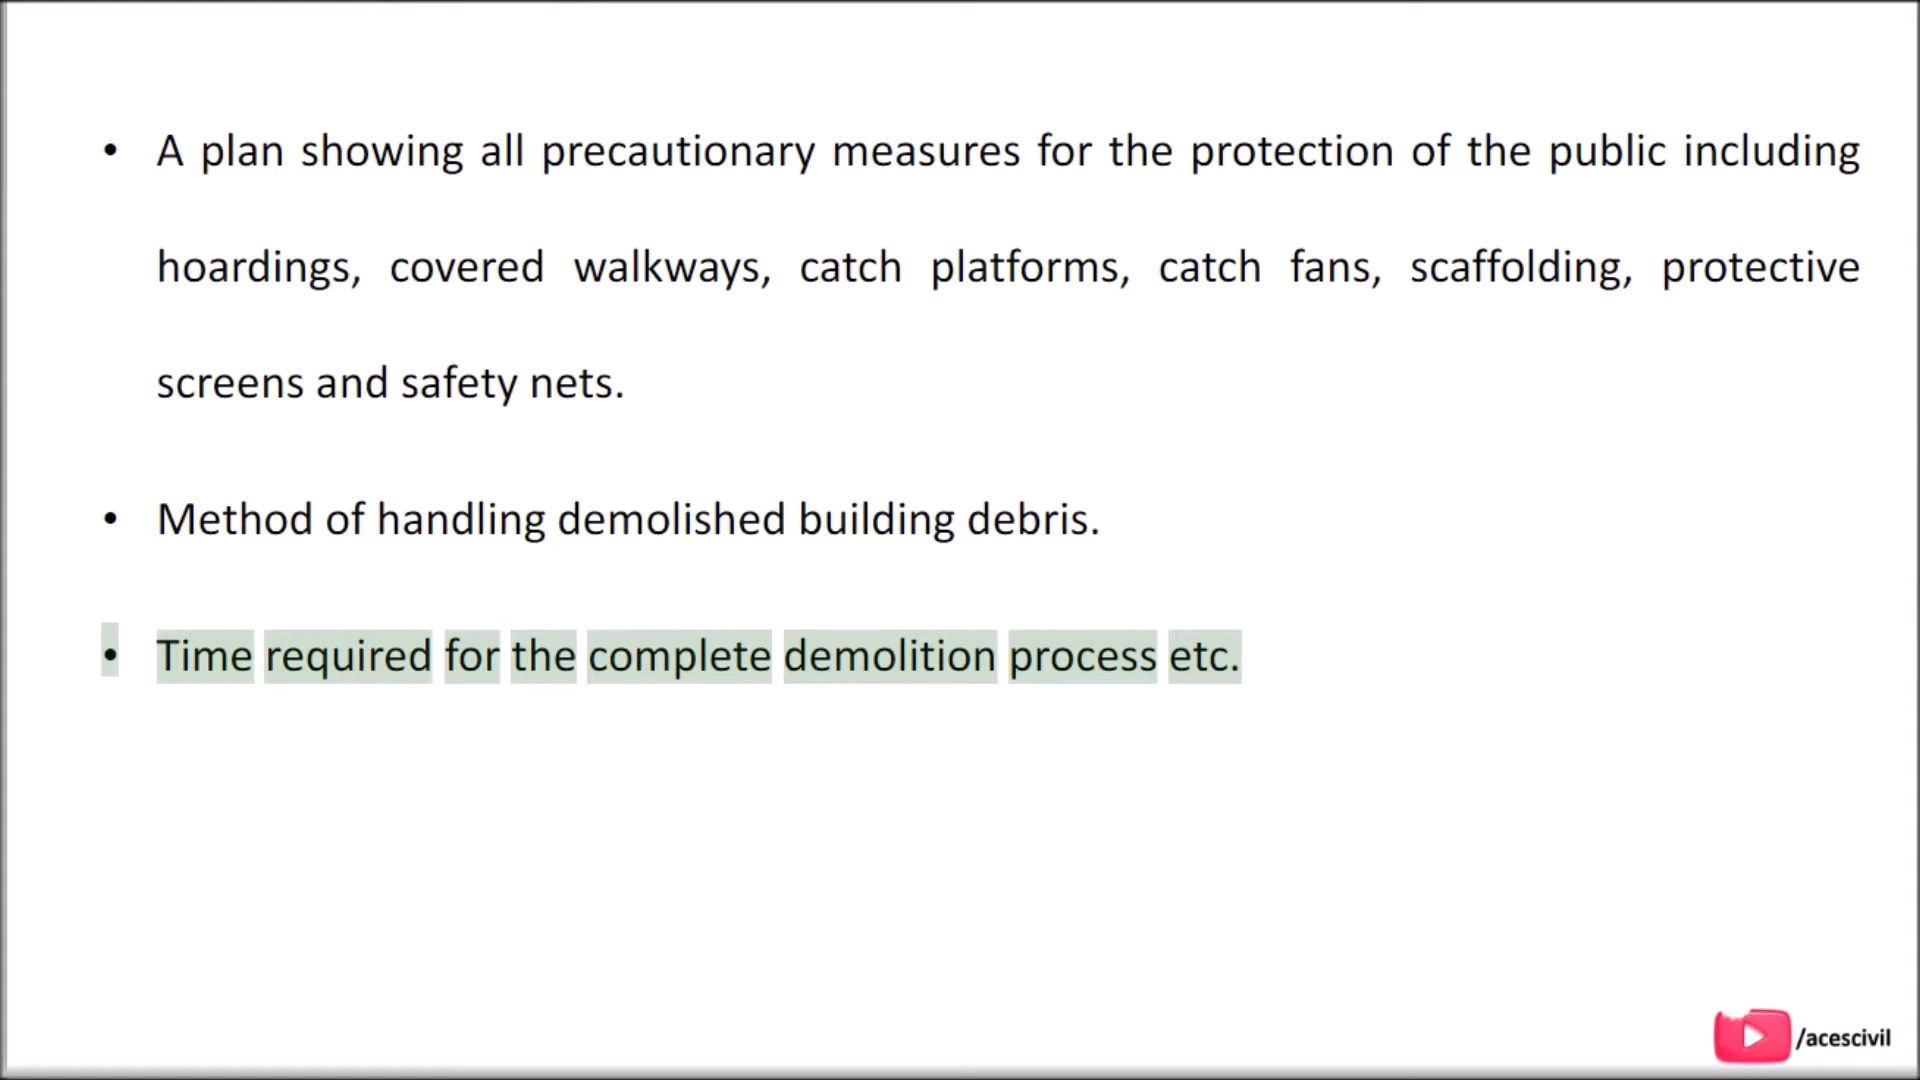 • A plan showing all precautionary measures for the protection of the public including
hoardings, covered walkways, catch platforms, catch fans, scaffolding, protective
screens and safety nets.
• Method of handling demolished building debris.
• Time required for the complete demolition process etc.
/acescivil